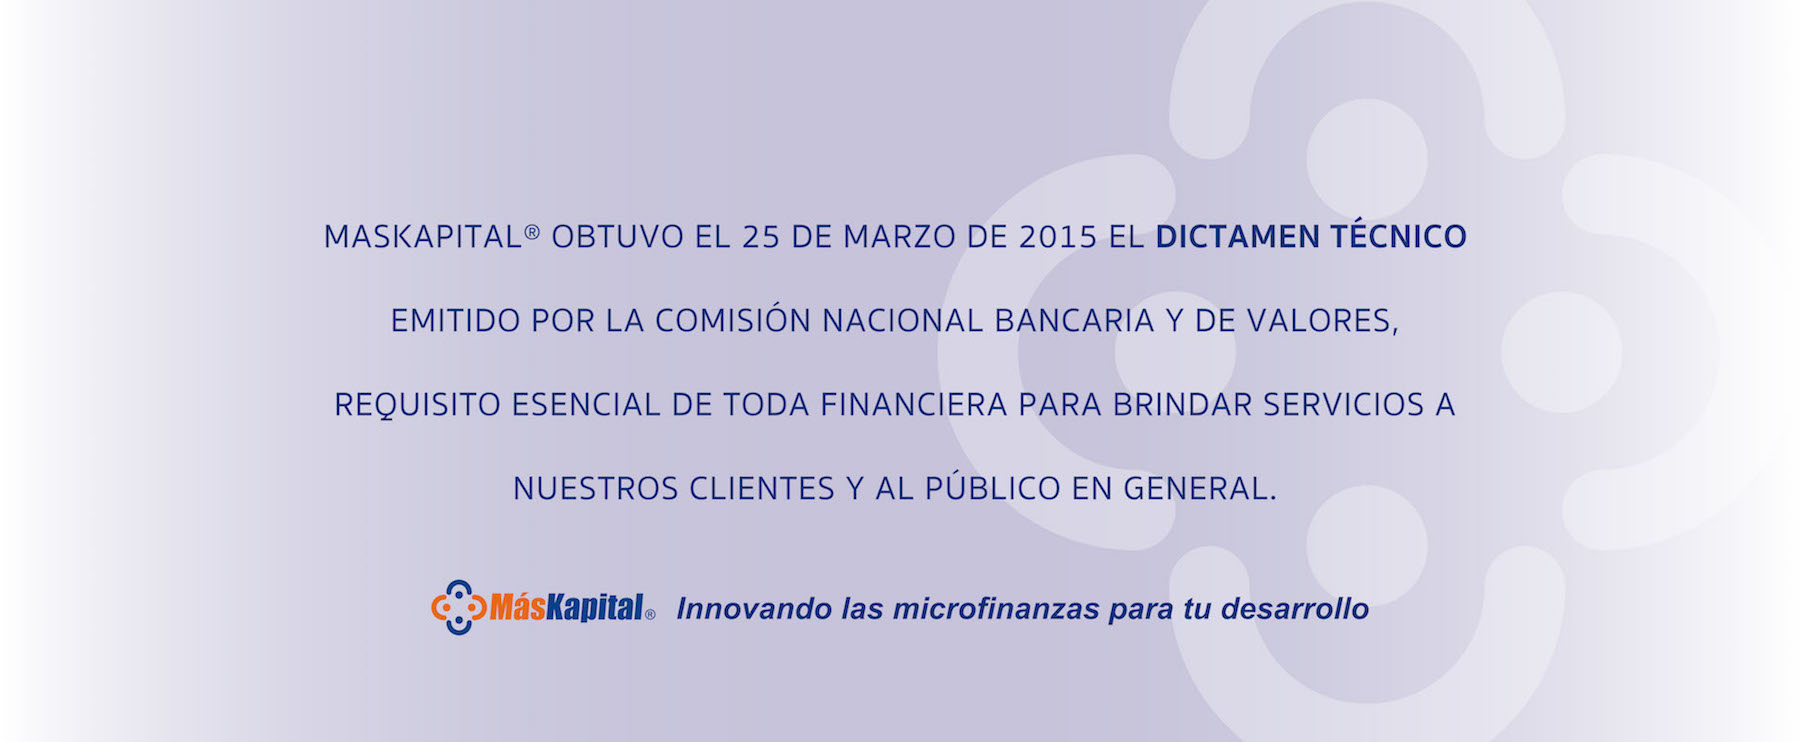 MASKAPITAL® OBTUVO EL 25 DE MARZO DE 2015 EL DICTAMEN TÉCNICO
EMITIDO POR LA COMISIÓN NACIONAL BANCARIA Y DE VALORES,
REQUISITO ESENCIAL DE TODA FINANCIERA PARA BRINDAR SERVICIOS A
NUESTROS CLIENTES Y AL PÚBLICO EN GENERAL.
MásKapital® Innovando las microfinanzas para tu desarrollo